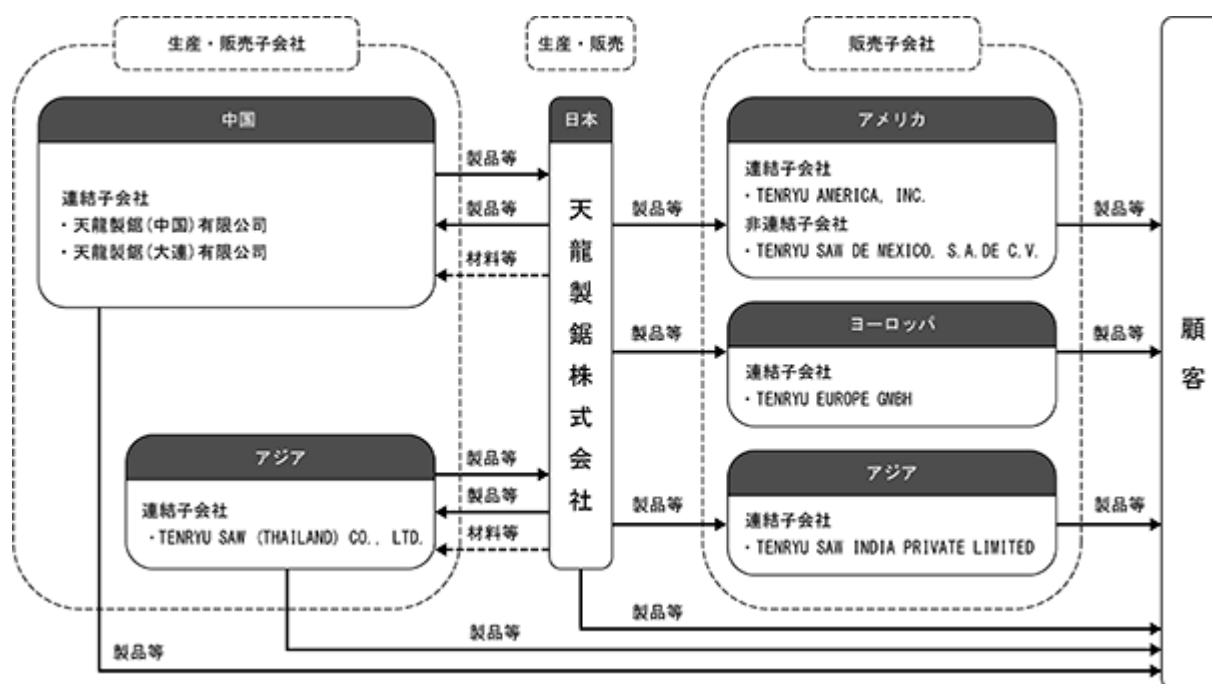 生産・販売子会社
生産・販売
販売子会社
中国
連結子会社
・天龍製鋸(中国)有限公司
・天龍製鋸(大連)有限公司
アジア
連結子会社
・TENRYU SAW (THAILAND) CO., LTD.
製品等
製品等
材料等
製品等
製品等
材料等
日本
天龍製鋸株式会社
製品等
製品等
製品等
アメリカ
連結子会社
・TENRYU ANERICA, INC.
非連結子会社
・TENRYU SAW DE MEXICO, S.A.DE C.V.
ヨーロッパ
連結子会社
・TENRYU EUROPE GMBH
アジア
連結子会社
・TENRYU SAW INDIA PRIVATE LIMITED
製品等
製品等
製品等
製品等
製品等
製品等
顧客